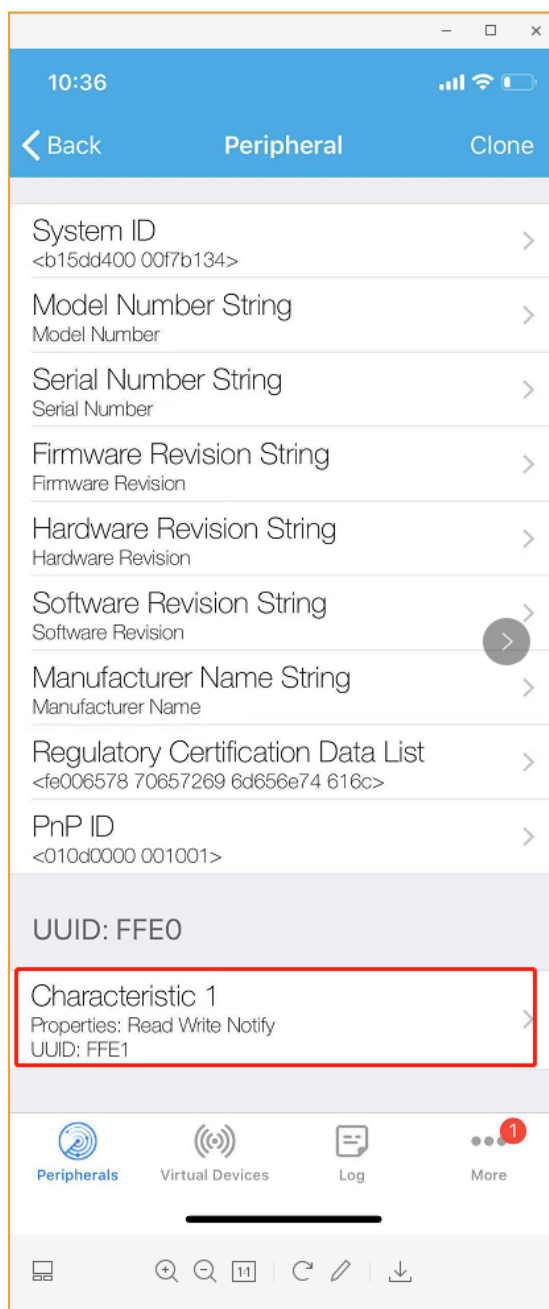 10:36
Back
Peripheral
Clone
System ID
<b15dd400 00f7b134>
Model Number String
Model Number
Serial Number String
Serial Number
Firmware Revision String
Firmware Revision
Hardware Revision String
Hardware Revision
Software Revision String
Software Revision
Manufacturer Name String
Manufacturer Name
Regulatory Certification Data List
<fe006578 70657269 6d656e74 616c>
PnP ID
<010d0000 001001>
UUID: FFE0
Characteristic 1
Properties: Read Write Notify
UUID: FFE1
1
Peripherals
Virtual Devices
Log
More
1:1